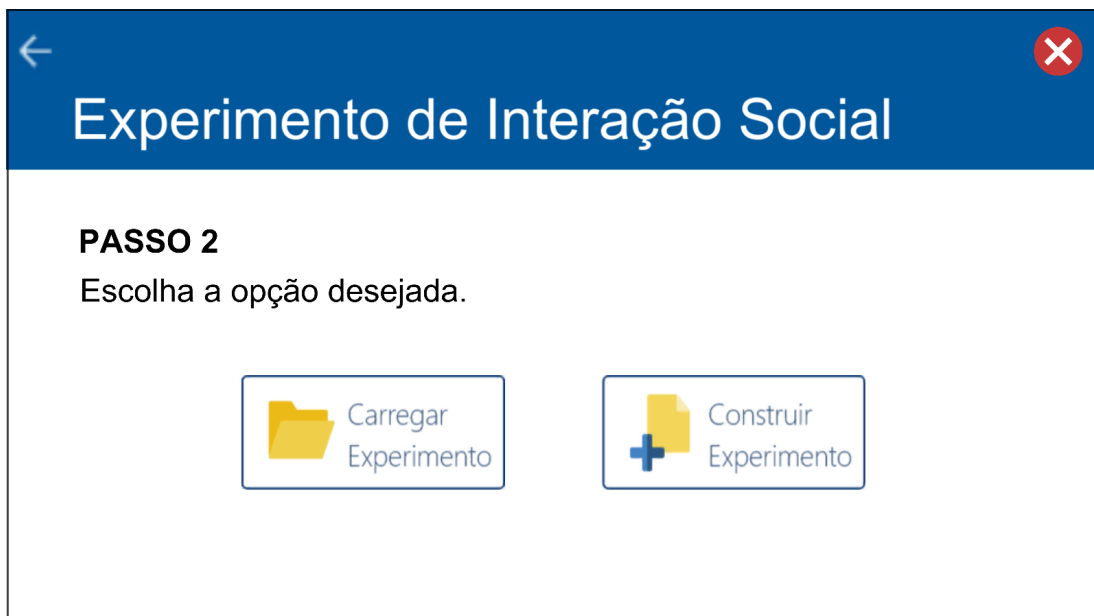 Experimento de Interação Social
PASSO 2
Escolha a opção desejada.
Carregar
Experimento
Construir
Experimento